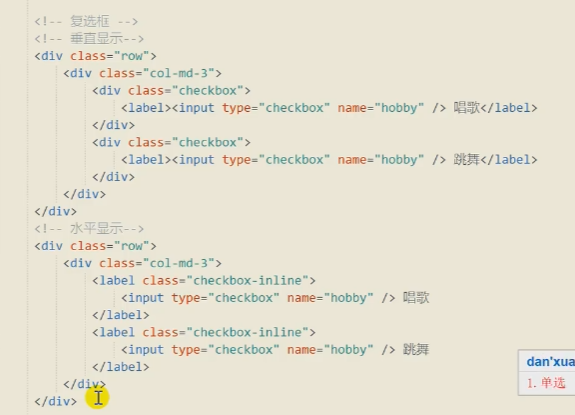 <!-- 复选框 -->
<!-- 垂直显示-->
<div class="row">
<div class="col-md-3">
<div class="checkbox">
<label><input type="checkbox" name="hobby" /> 唱歌</label>
</div>
<div class="checkbox">
<label><input type="checkbox" name="hobby" /> 跳舞</label>
</div>
</div>
</div>
<!-- 水平显示-->
<div class="row">
<div class="col-md-3">
<label class="checkbox-inline">
<input type="checkbox" name="hobby" /> 唱歌
</label>
<label class="checkbox-inline">
<input type="checkbox" name="hobby" /> 跳舞
</label>
</div>
</div>
dan'xua
1. 单选